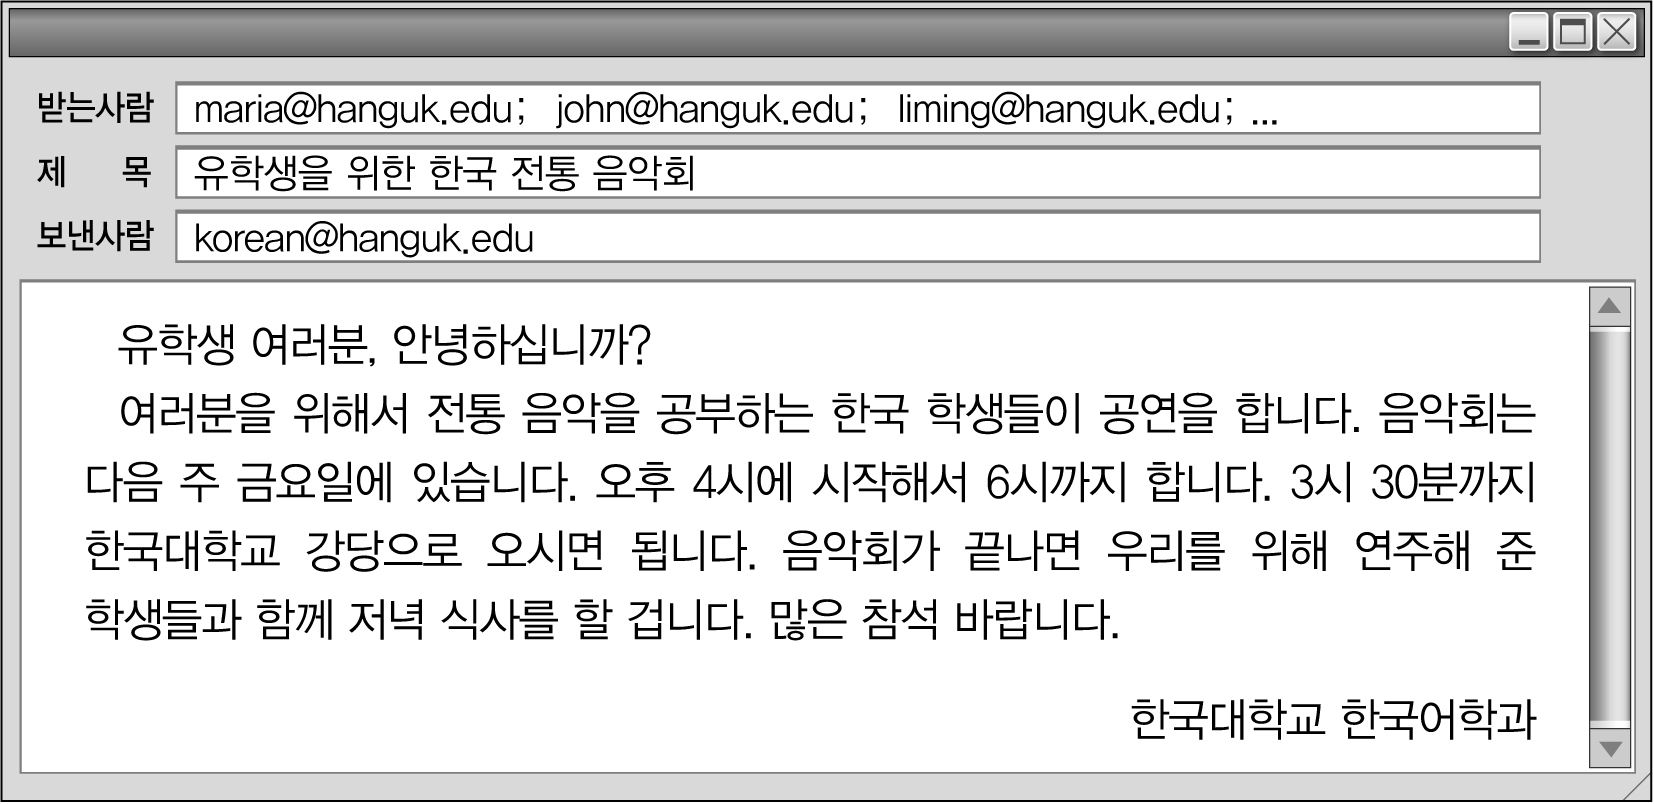 받는사람 maria@hanguk.edu; john@hanguk.edu; liming@hanguk.edu; ...
제 목 유학생을 위한 한국 전통 음악회
보낸사람 korean@hanguk.edu
유학생 여러분, 안녕하십니까?
여러분을 위해서 전통 음악을 공부하는 한국 학생들이 공연을 합니다. 음악회는
다음 주 금요일에 있습니다. 오후 4시에 시작해서 6시까지 합니다. 3시 30분까지
한국대학교 강당으로 오시면 됩니다. 음악회가 끝나면 우리를 위해 연주해 준
학생들과 함께 저녁 식사를 할 겁니다. 많은 참석 바랍니다.
한국대학교 한국어학과